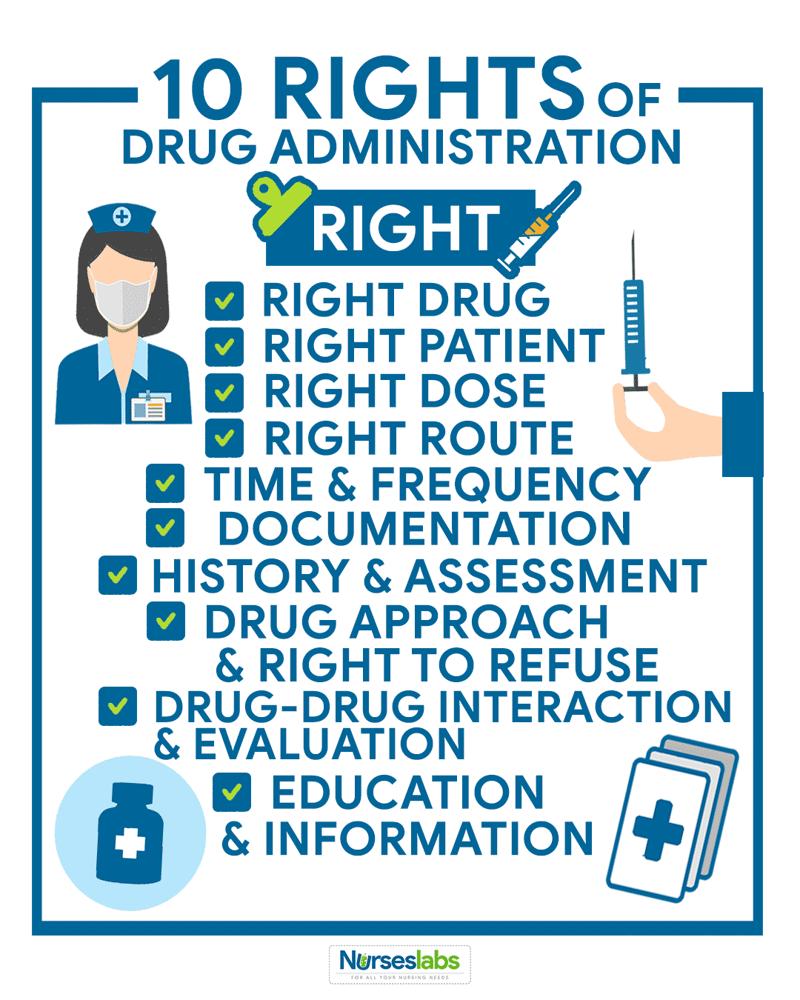 10 RIGHTS OF
DRUG ADMINISTRATION
RIGHT
RIGHT DRUG
RIGHT PATIENT
RIGHT DOSE
RIGHT ROUTE
TIME & FREQUENCY
DOCUMENTATION
HISTORY & ASSESSMENT
DRUG APPROACH
& RIGHT TO REFUSE
DRUG-DRUG INTERACTION
& EVALUATION
EDUCATION
& INFORMATION
Nurseslabs
FOR ALL YOUR NURSING NEEDS